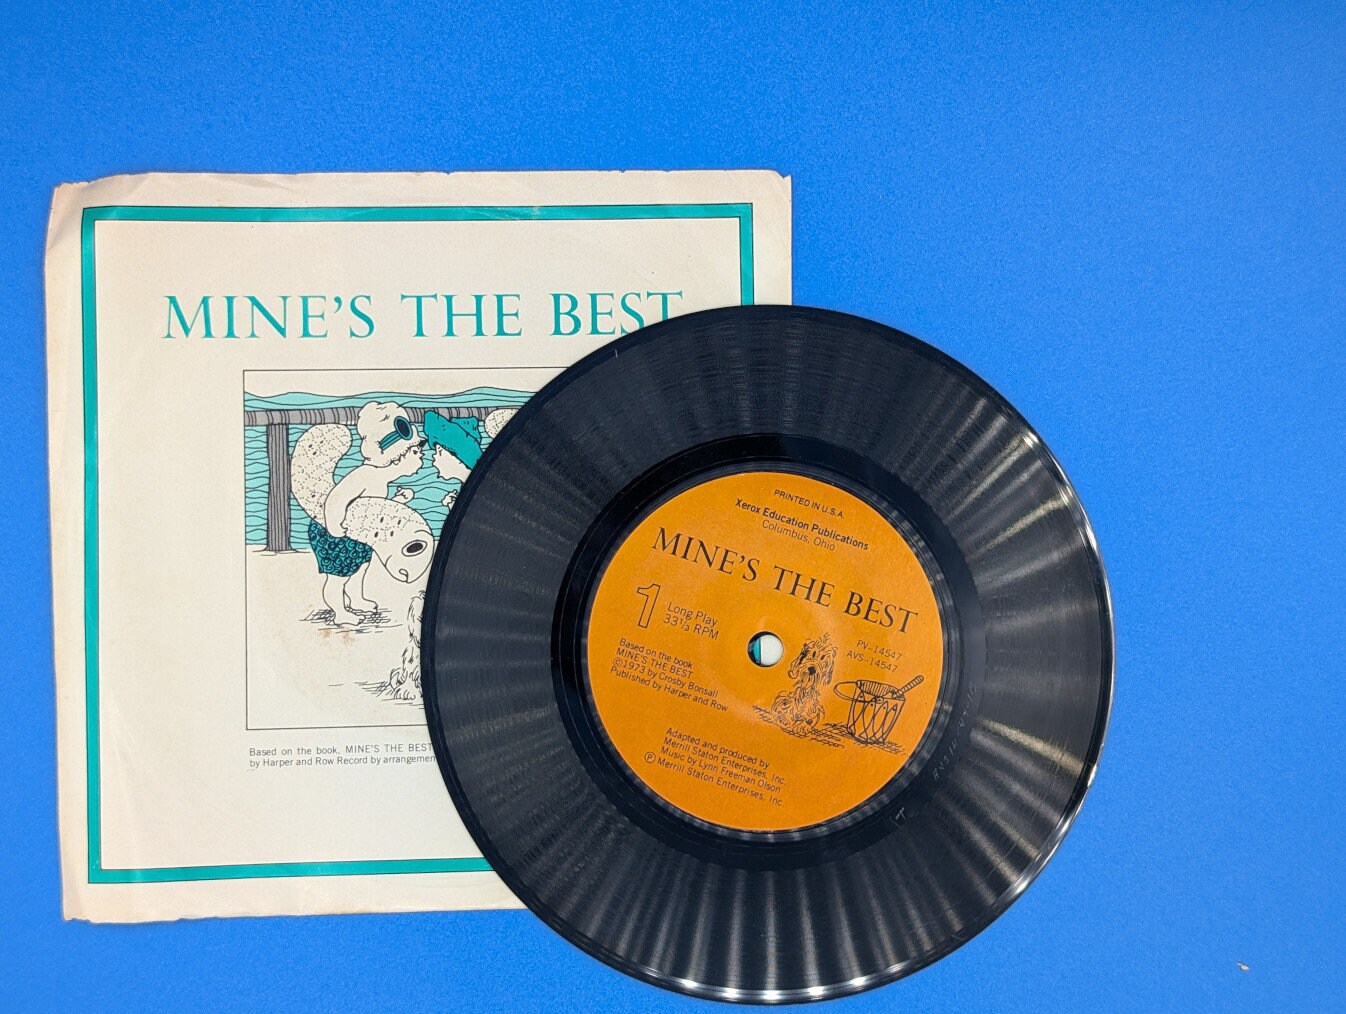 MINE'S THE BEST
Based on the book, MINE'S THE BEST
by Harper and Row Record by arrangemen
PRINTED IN U.S.A.
Xerox Education Publications
Columbus, Ohio
MINE'S THE BEST
1
Long Play
33⅓ RPM
PV-14547
AVS-14547
Based on the book
MINE'S THE BEST
©1973 by Crosby Bonsall
Published by Harper and Row
Adapted and produced by
Merrill Staton Enterprises, Inc.
Music by Lynn Freeman Olson
Ⓟ Merrill Staton Enterprises, Inc.